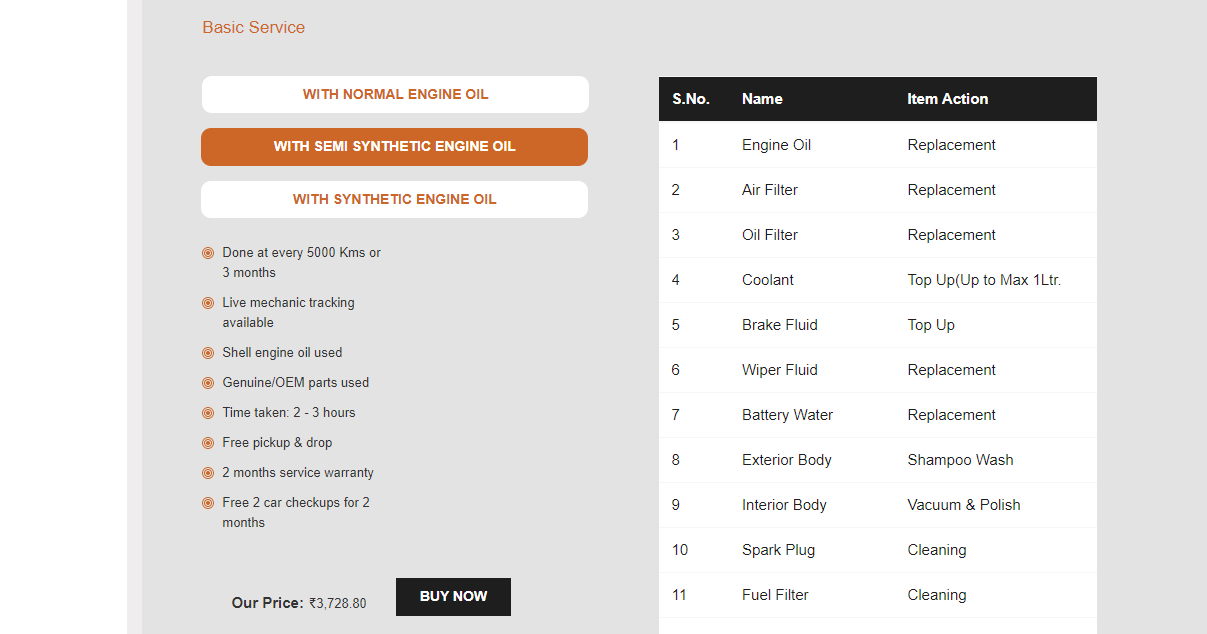 Basic Service
WITH NORMAL ENGINE OIL
WITH SEMI SYNTHETIC ENGINE OIL
WITH SYNTHETIC ENGINE OIL
Done at every 5000 Kms or
3 months
Live mechanic tracking
available
Shell engine oil used
Genuine/OEM parts used
Time taken: 2 - 3 hours
Free pickup & drop
2 months service warranty
Free 2 car checkups for 2
months
Our Price: ₹3,728.80
BUY NOW
S.No. Name Item Action
1 Engine Oil Replacement
2 Air Filter Replacement
3 Oil Filter Replacement
4 Coolant Top Up(Up to Max 1Ltr.
5 Brake Fluid Top Up
6 Wiper Fluid Replacement
7 Battery Water Replacement
8 Exterior Body Shampoo Wash
9 Interior Body Vacuum & Polish
10 Spark Plug Cleaning
11 Fuel Filter Cleaning